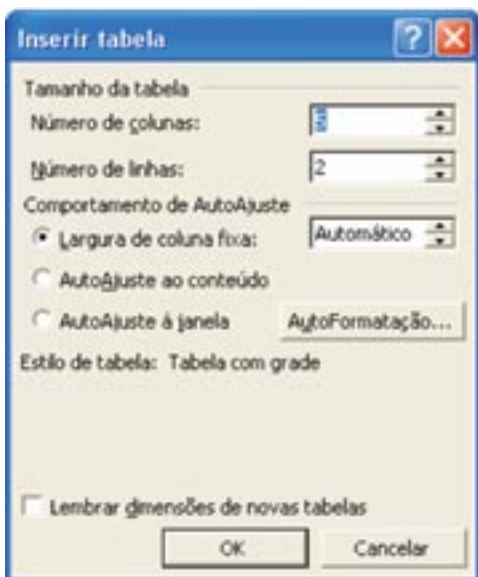 Inserir tabela
Tamanho da tabela
Número de colunas: 5
Número de linhas: 2
Comportamento de AutoAjuste
Largura de coluna fixa: Automático
AutoAjuste ao conteúdo
AutoAjuste à janela AutoFormatação...
Estilo de tabela: Tabela com grade
Lembrar dimensões de novas tabelas
OK Cancelar